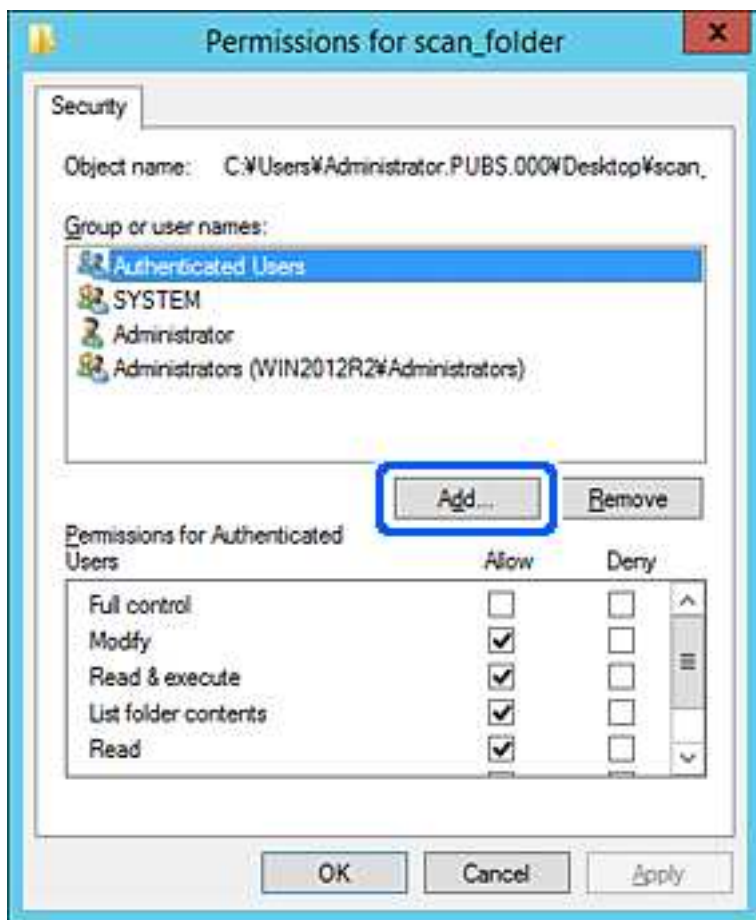 Permissions for scan_folder
Security
Object name: C:¥Users¥Administrator.PUBS.000¥Desktop¥scan_
Group or user names:
Authenticated Users
SYSTEM
Administrator
Administrators (WIN2012R2¥Administrators)
Add... Remove
Permissions for Authenticated
Users Allow Deny
Full control
Modify
Read & execute
List folder contents
Read
OK Cancel Apply